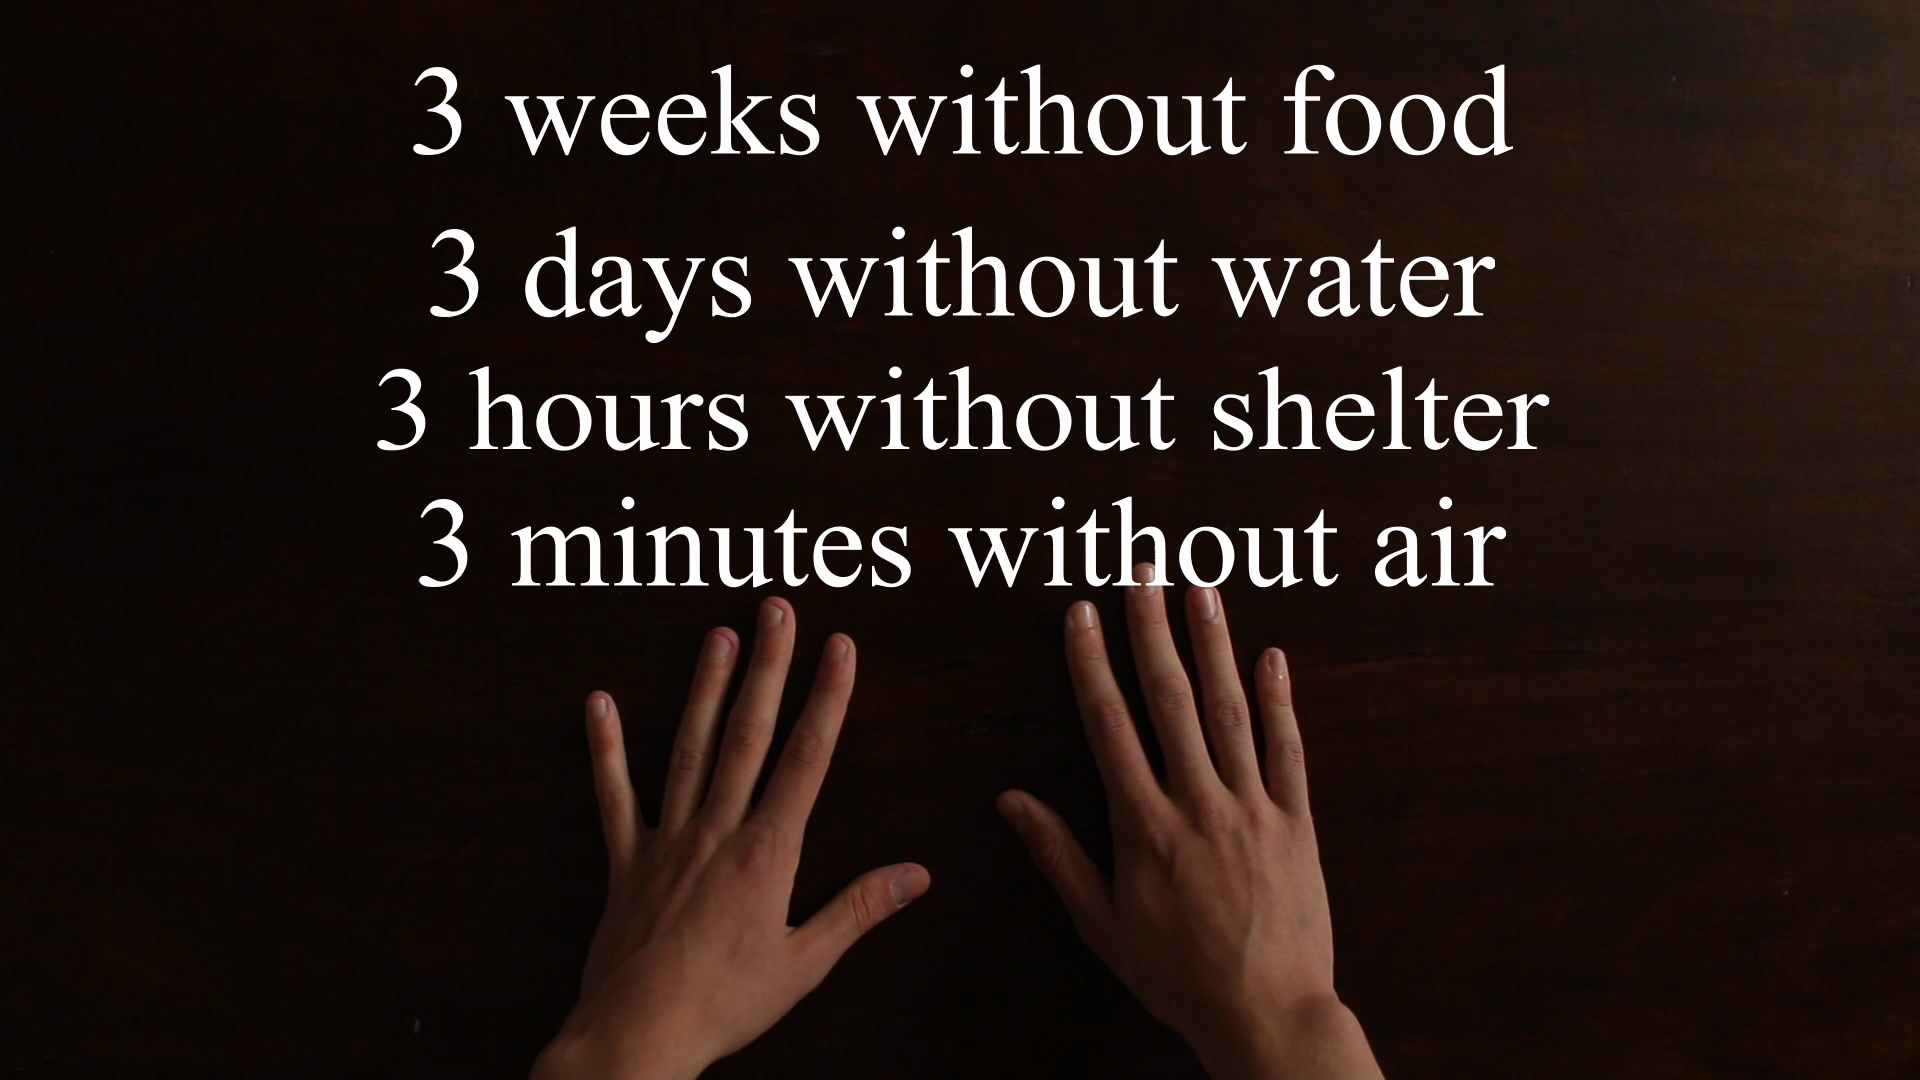 3 weeks without food
3 days without water
3 hours without shelter
3 minutes without air